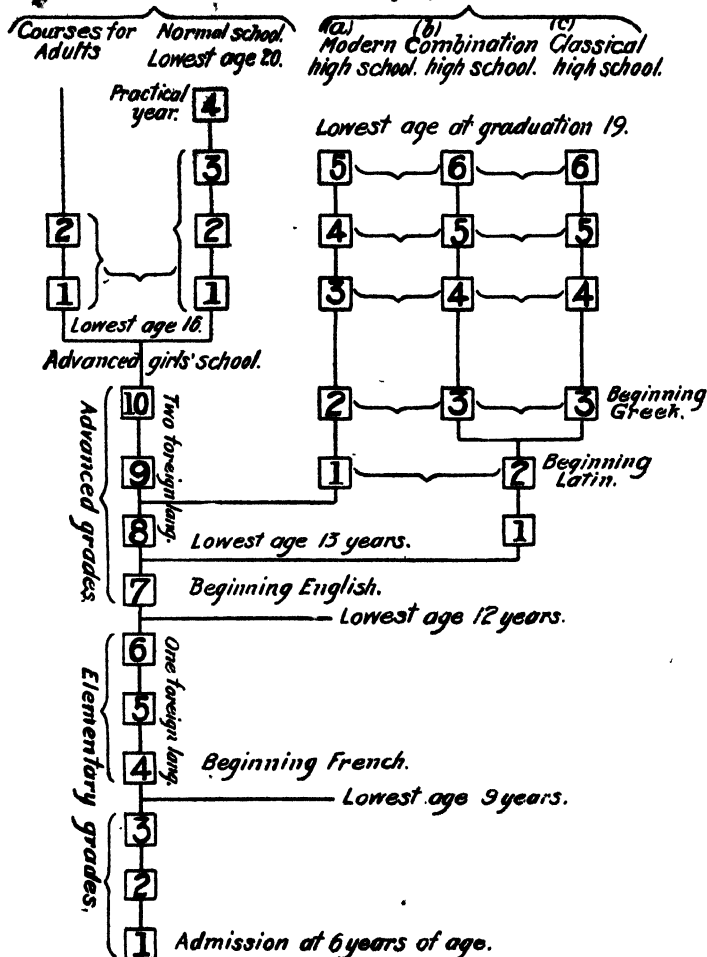 Courses for Adults
Normal school.
Lowest age 20.
(a) Modern high school.
(b) Combination high school.
(c) Classical high school.
Practical year.
4
Lowest age at graduation 19.
3
5 6 6
2 2
4 5 5
1 1
3 4 4
Lowest age 16.
Advanced girls' school.
10
2 3 3
Beginning Greek.
Advanced grades.
Two foreign lang.
9
1 2
Beginning Latin.
8
Lowest age 13 years.
1
7
Beginning English.
Lowest age 12 years.
6
One foreign lang.
Elementary grades,
5
4
Beginning French.
Lowest age 9 years.
3
2
1
Admission at 6 years of age.